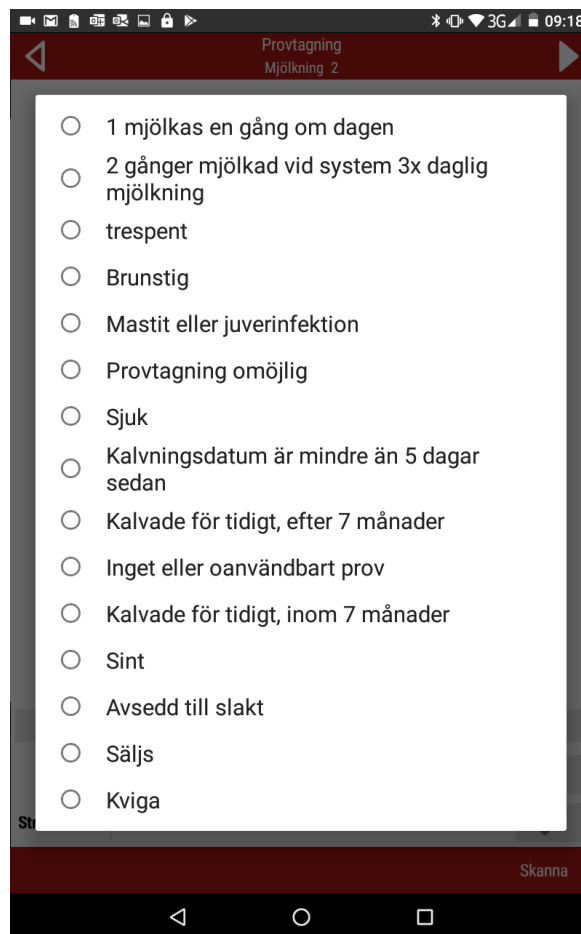 3G 09:18
Provtagning
Mjölkning 2
1 mjölkas en gång om dagen
2 gånger mjölkad vid system 3x daglig
mjölkning
trespent
Brunstig
Mastit eller juverinfektion
Provtagning omöjlig
Sjuk
Kalvningsdatum är mindre än 5 dagar
sedan
Kalvade för tidigt, efter 7 månader
Inget eller oanvändbart prov
Kalvade för tidigt, inom 7 månader
Sint
Avsedd till slakt
Säljs
Kviga
Skanna